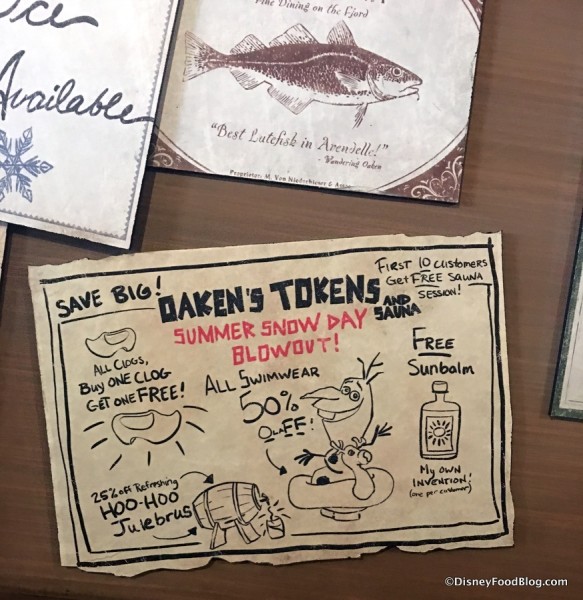 Ice
Available
Fine Dining on the Fjord
"Best Lutefisk in Arendelle!"
- Wandering Oaken
SAVE BIG!
OAKEN'S TOKENS
AND SAUNA
SUMMER SNOW DAY
BLOWOUT!
FIRST 10 CUSTOMERS
GET FREE SAUNA
SESSION!
ALL CLOGS,
BUY ONE CLOG
GET ONE FREE!
ALL SWIMWEAR
50%
OLAFF!
FREE
Sunbalm
MY OWN
INVENTION!
(one per customer)
25% off Refreshing
HOO-HOO
Julebrus
©DisneyFoodBlog.com